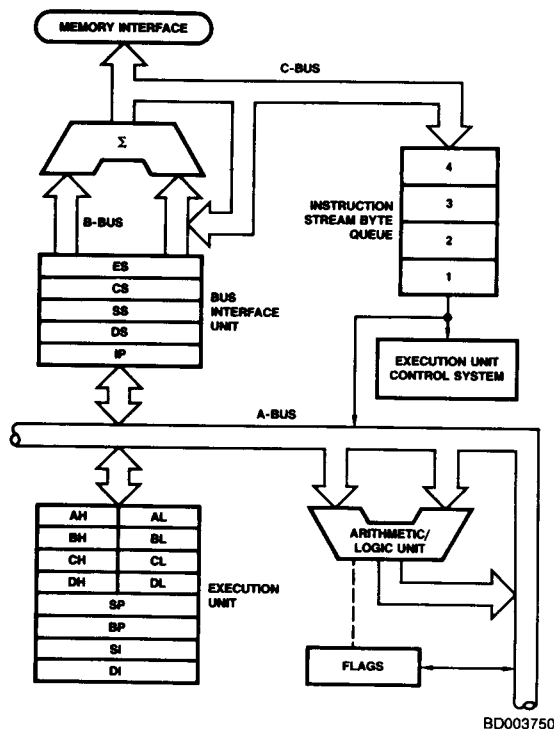 MEMORY INTERFACE
C-BUS
Σ
B-BUS
INSTRUCTION
STREAM BYTE
QUEUE
4
3
2
1
ES
CS
SS
DS
IP
BUS
INTERFACE
UNIT
EXECUTION UNIT
CONTROL SYSTEM
A-BUS
AH AL
BH BL
CH CL
DH DL
SP
BP
SI
DI
EXECUTION
UNIT
ARITHMETIC/
LOGIC UNIT
FLAGS
BD003750